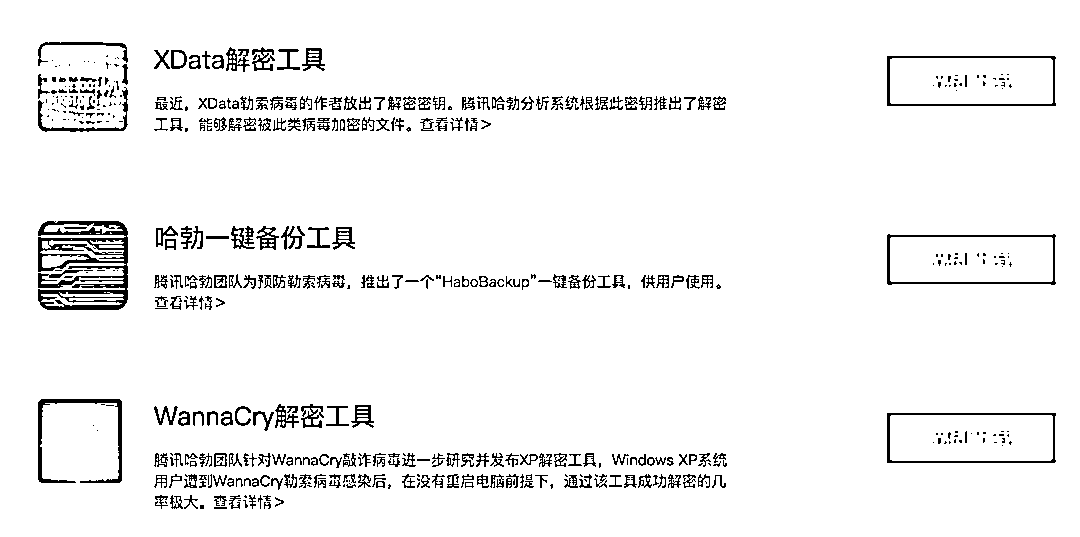 XData解密工具
最近，XData勒索病毒的作者放出了解密密钥。腾讯哈勃分析系统根据此密钥推出了解密
工具，能够解密被此类病毒加密的文件。查看详情>
哈勃一键备份工具
腾讯哈勃团队为预防勒索病毒，推出了一个“HaboBackup”一键备份工具，供用户使用。
查看详情>
WannaCry解密工具
腾讯哈勃团队针对WannaCry敲诈病毒进一步研究并发布XP解密工具，Windows XP系统
用户遭到WannaCry勒索病毒感染后，在没有重启电脑前提下，通过该工具成功解密的几
率极大。查看详情>